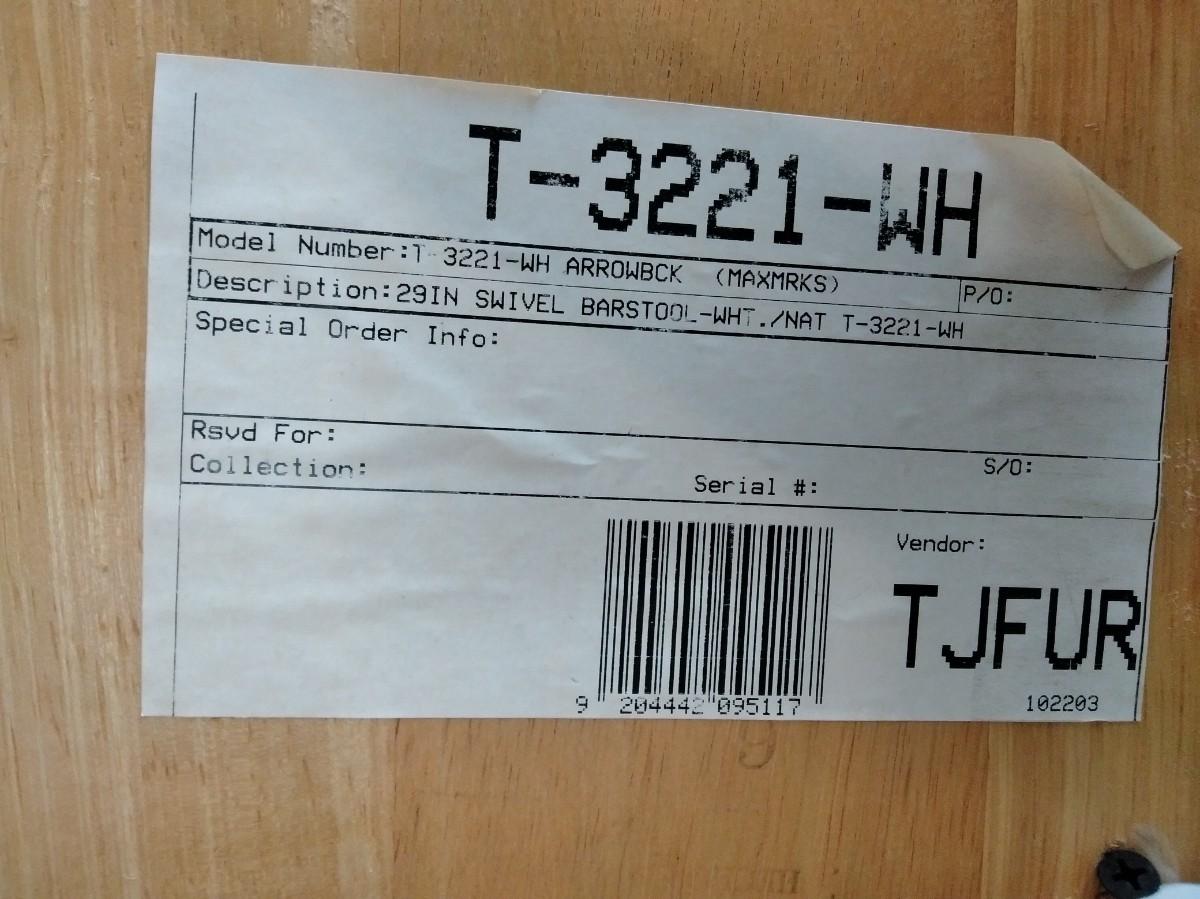 T-3221-WH
Model Number:T-3221-WH ARROWBCK (MAXMRKS) P/O:
Description:29IN SWIVEL BARSTOOL-WHT./NAT T-3221-WH
Special Order Info:
Rsvd For:
S/O:
Collection:
Serial #:
Vendor:
TJFUR
9 204442 095117
102203